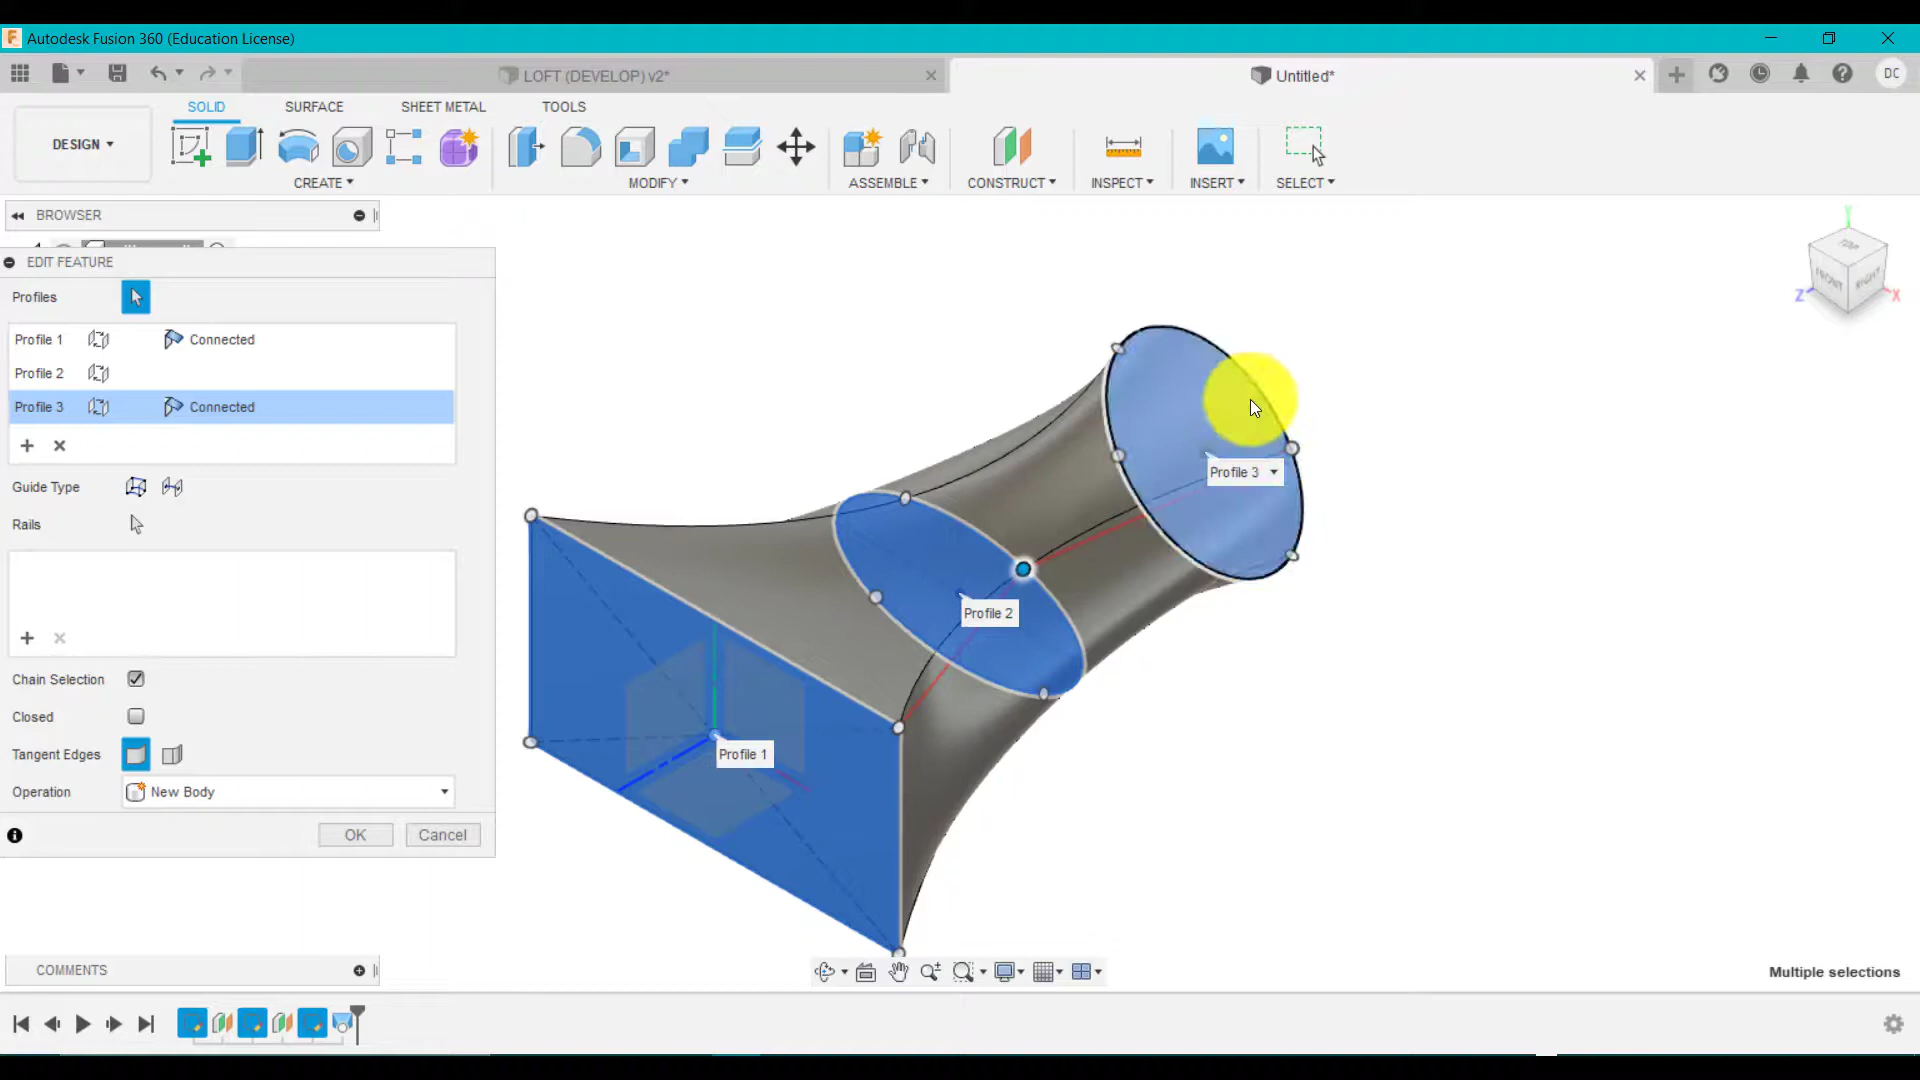 Autodesk Fusion 360 (Education License)
LOFT (DEVELOP) v2*
Untitled*
DC
SOLID
SURFACE
SHEET METAL
TOOLS
DESIGN
CREATE
MODIFY
ASSEMBLE
CONSTRUCT
INSPECT
INSERT
SELECT
BROWSER
EDIT FEATURE
Profiles
Profile 1 Connected
Profile 2
Profile 3 Connected
Guide Type
Rails
Chain Selection
Closed
Tangent Edges
Operation New Body
OK Cancel
Profile 3
Profile 2
Profile 1
TOP
FRONT
RIGHT
Y
Z
X
COMMENTS
Multiple selections